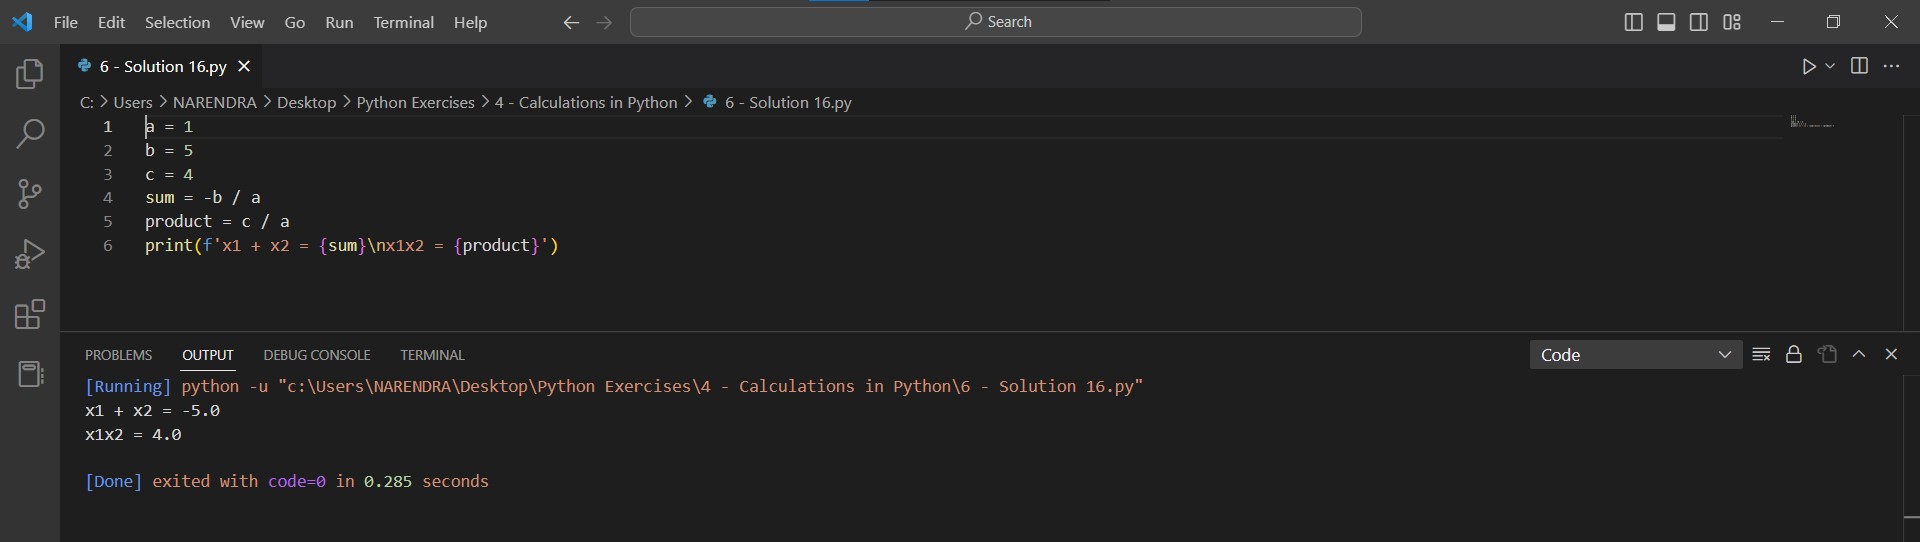 File Edit Selection View Go Run Terminal Help Search
6 - Solution 16.py
C: > Users > NARENDRA > Desktop > Python Exercises > 4 - Calculations in Python > 6 - Solution 16.py
1 a = 1
2 b = 5
3 c = 4
4 sum = -b / a
5 product = c / a
6 print(f'x1 + x2 = {sum}\nx1x2 = {product}')
PROBLEMS OUTPUT DEBUG CONSOLE TERMINAL Code
[Running] python -u "c:\Users\NARENDRA\Desktop\Python Exercises\4 - Calculations in Python\6 - Solution 16.py"
x1 + x2 = -5.0
x1x2 = 4.0
[Done] exited with code=0 in 0.285 seconds